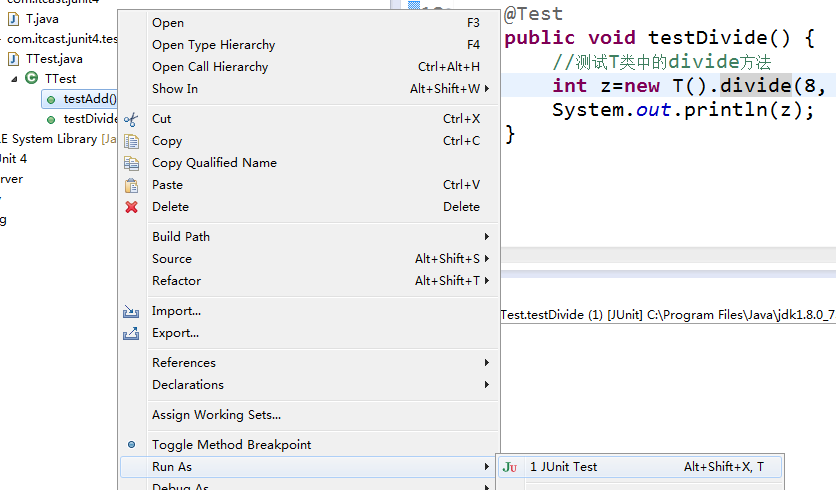 com.itcast.junit4
T.java
com.itcast.junit4.tes
TTest.java
TTest
testAdd()
testDivide
E System Library [Ja
Unit 4
rver
g
Open F3
Open Type Hierarchy F4
Open Call Hierarchy Ctrl+Alt+H
Show In Alt+Shift+W
Cut Ctrl+X
Copy Ctrl+C
Copy Qualified Name
Paste Ctrl+V
Delete Delete
Build Path
Source Alt+Shift+S
Refactor Alt+Shift+T
Import...
Export...
References
Declarations
Assign Working Sets...
Toggle Method Breakpoint
Run As
Debug As
1 JUnit Test Alt+Shift+X, T
@Test
public void testDivide() {
//测试T类中的divide方法
int z=new T().divide(8,
System.out.println(z);
}
Test.testDivide (1) [JUnit] C:\Program Files\Java\jdk1.8.0_7